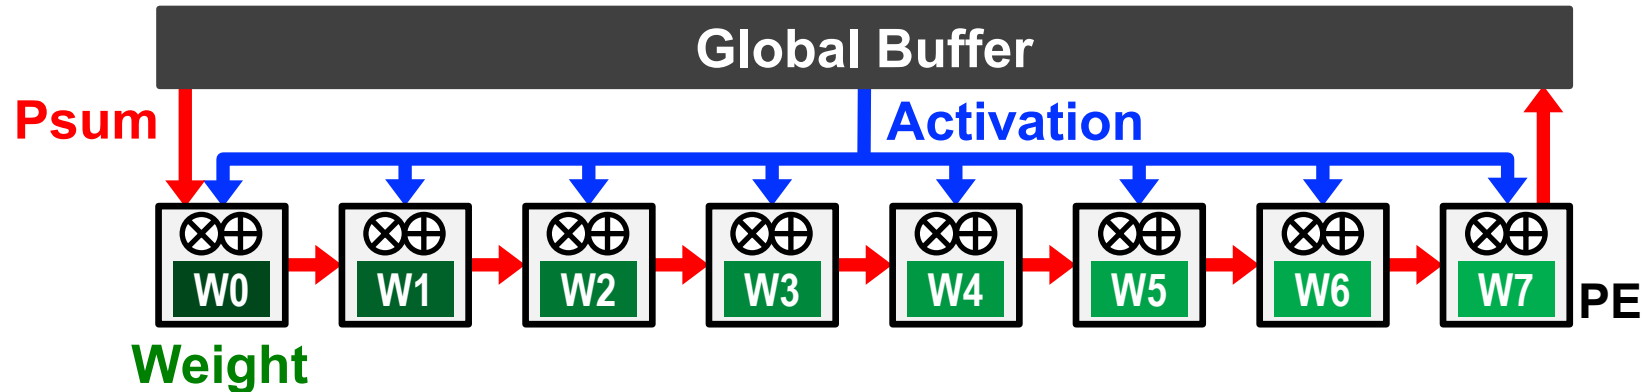 Global Buffer
Psum
Activation
W0 W1 W2 W3 W4 W5 W6 W7
PE
Weight